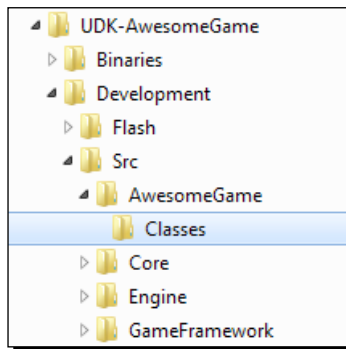 UDK-AwesomeGame
Binaries
Development
Flash
Src
AwesomeGame
Classes
Core
Engine
GameFramework